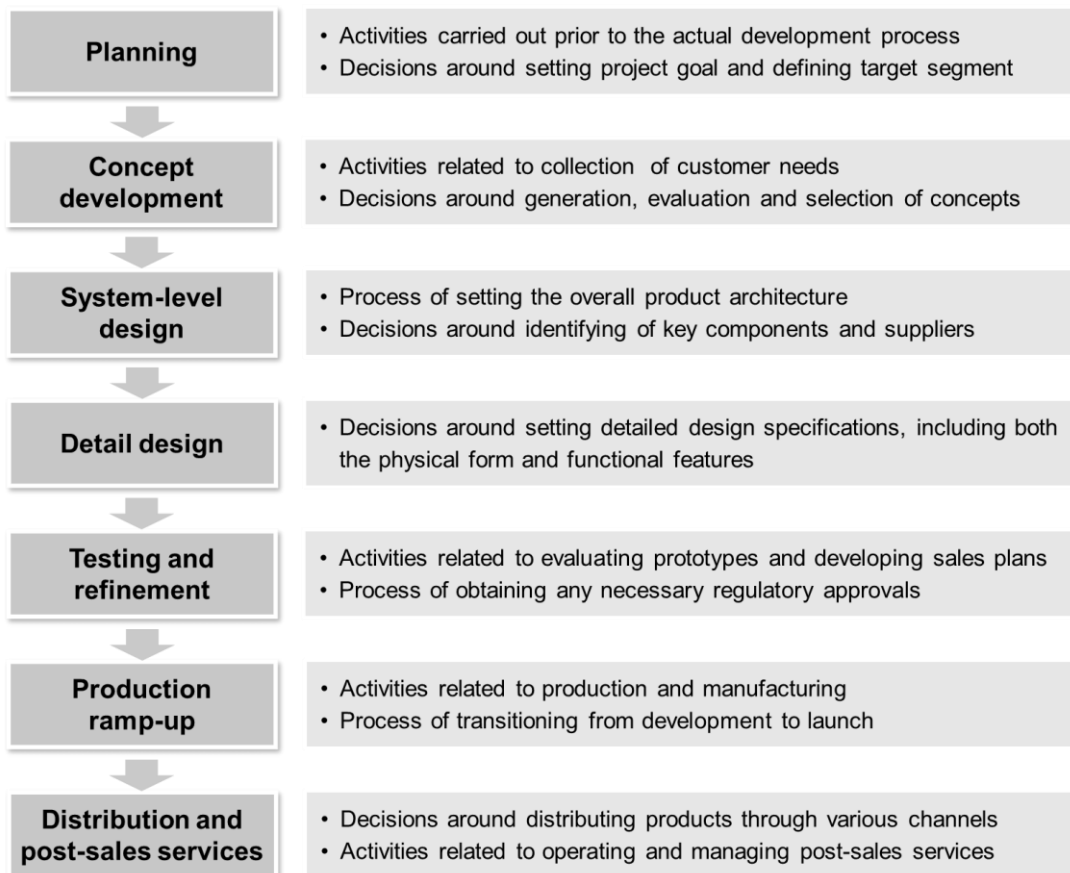 Planning
• Activities carried out prior to the actual development process
• Decisions around setting project goal and defining target segment
Concept
development
• Activities related to collection of customer needs
• Decisions around generation, evaluation and selection of concepts
System-level
design
• Process of setting the overall product architecture
• Decisions around identifying of key components and suppliers
Detail design
• Decisions around setting detailed design specifications, including both
the physical form and functional features
Testing and
refinement
• Activities related to evaluating prototypes and developing sales plans
• Process of obtaining any necessary regulatory approvals
Production
ramp-up
• Activities related to production and manufacturing
• Process of transitioning from development to launch
Distribution and
post-sales services
• Decisions around distributing products through various channels
• Activities related to operating and managing post-sales services